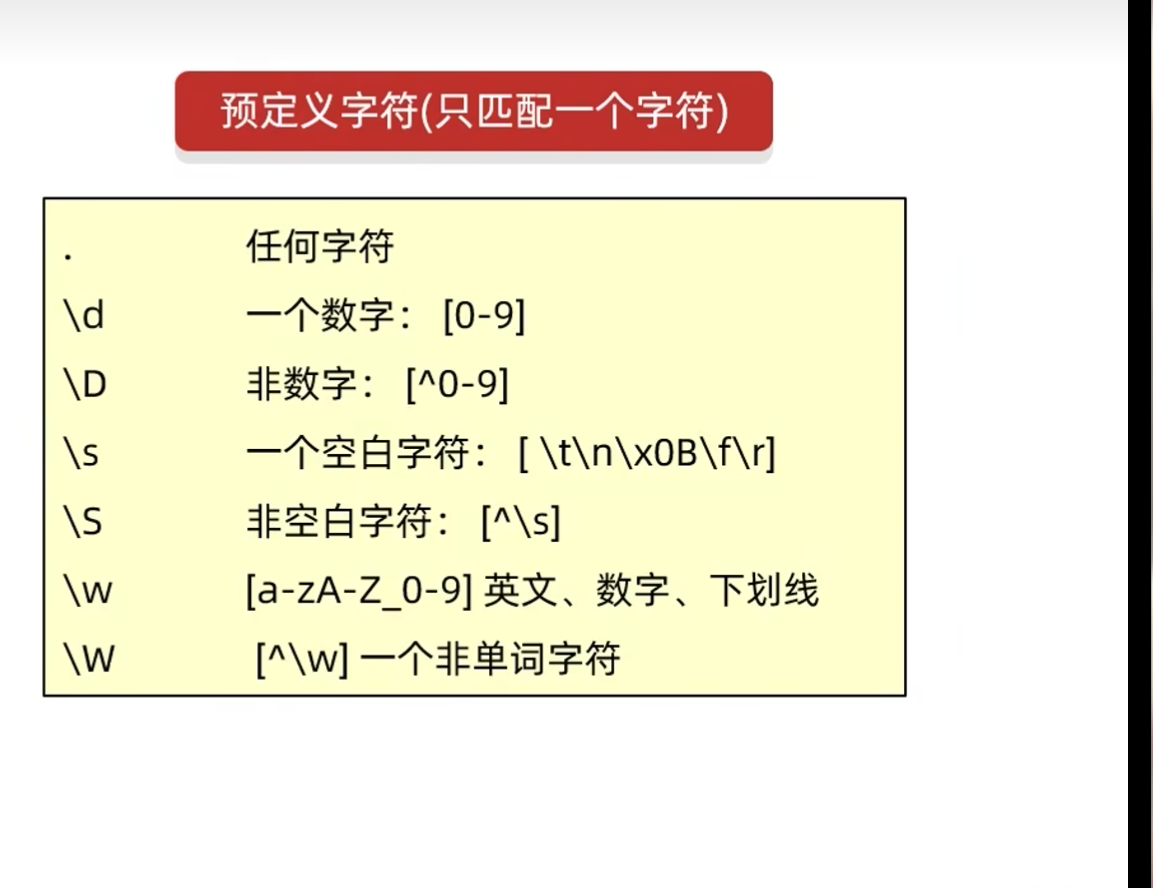 预定义字符(只匹配一个字符)
. 任何字符
\d 一个数字： [0-9]
\D 非数字： [^0-9]
\s 一个空白字符： [ \t\n\x0B\f\r]
\S 非空白字符： [^\s]
\w [a-zA-Z_0-9] 英文、数字、下划线
\W [^\w] 一个非单词字符